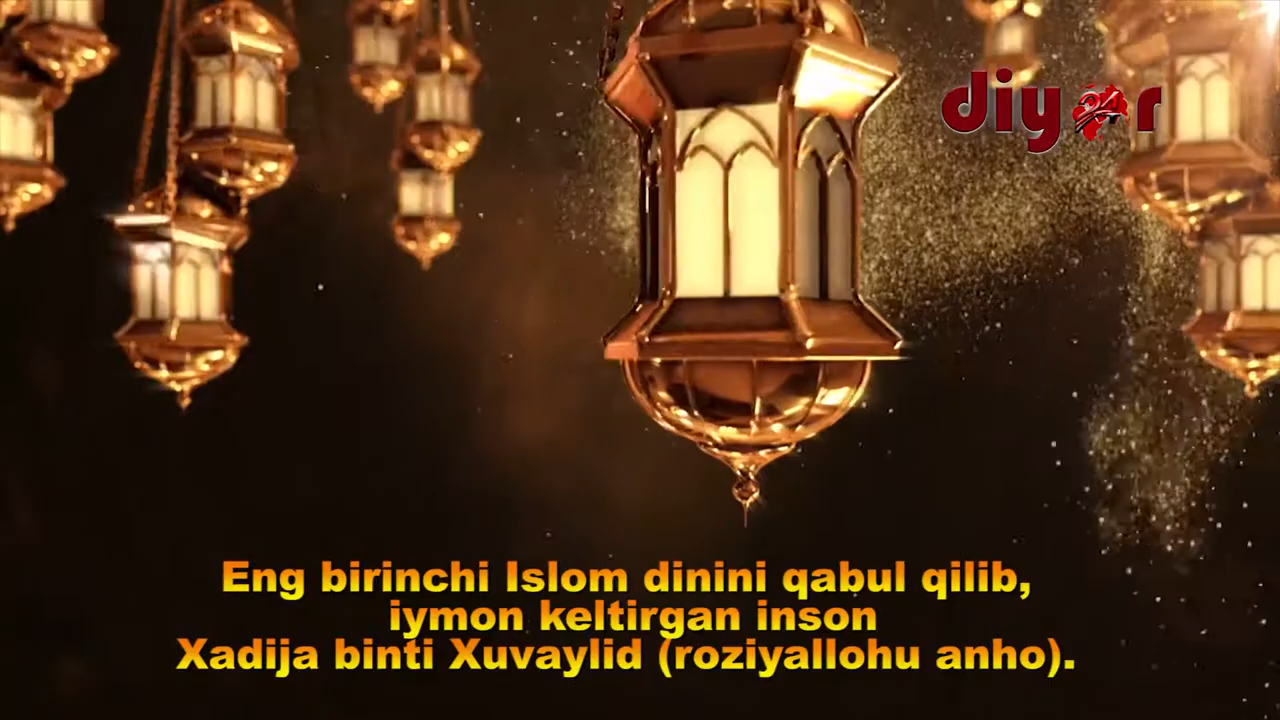 diyor
Eng birinchi Islom dinini qabul qilib,
iymon keltirgan inson
Xadija binti Xuvaylid (roziyallohu anho).